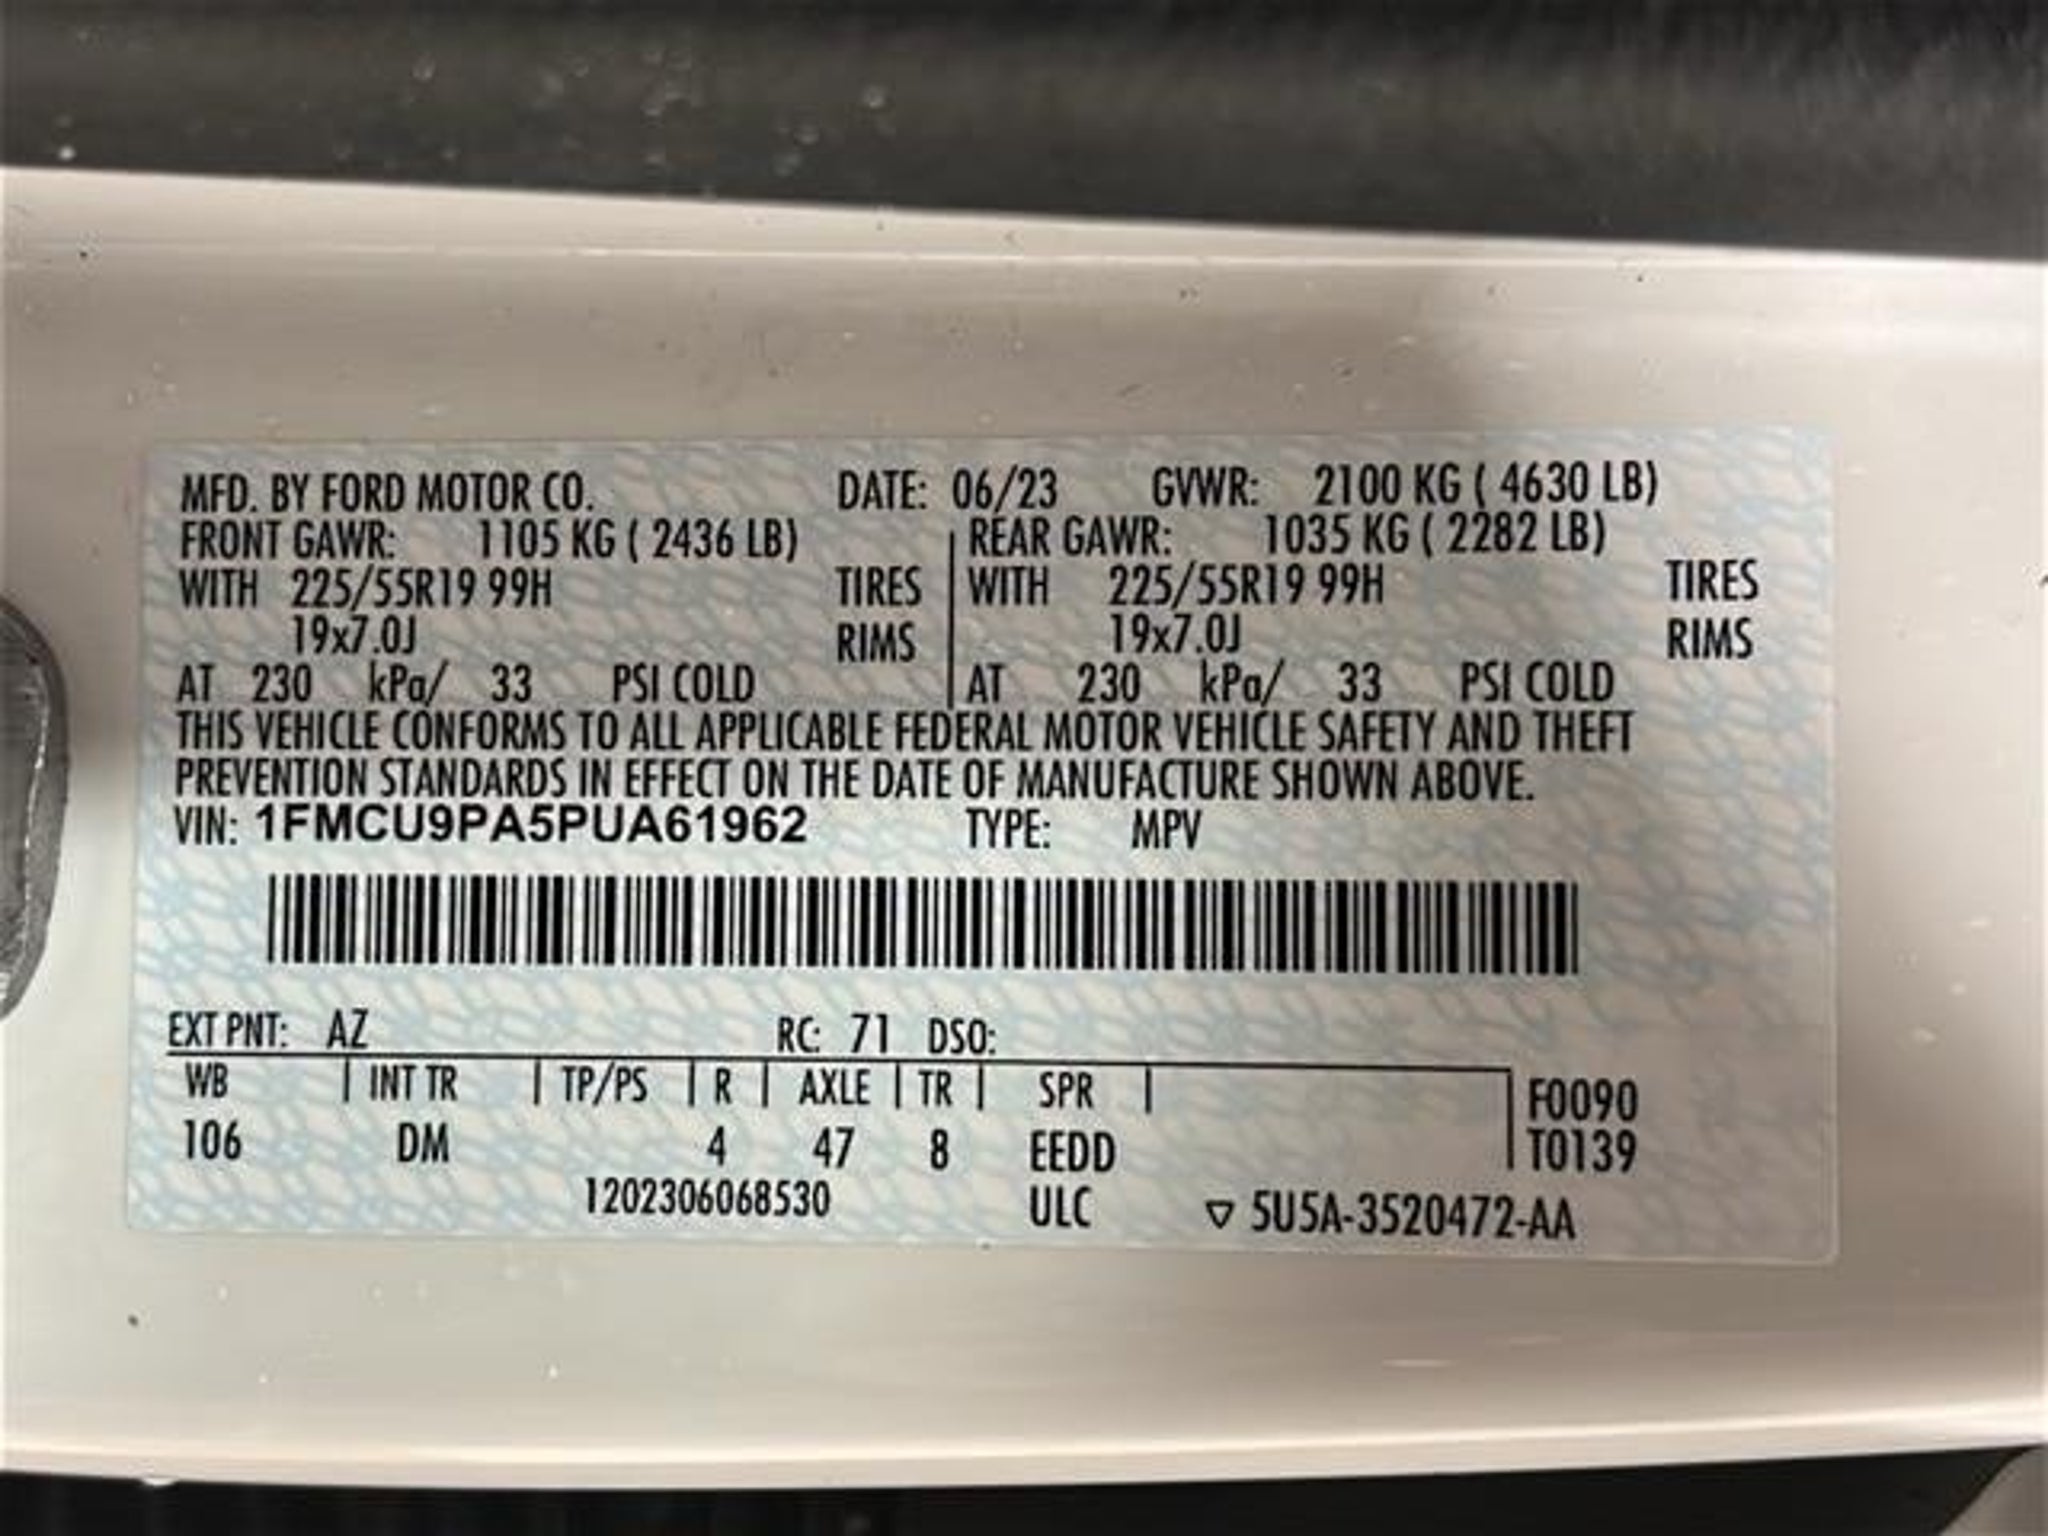 MFD. BY FORD MOTOR CO. DATE: 06/23 GVWR: 2100 KG ( 4630 LB)
FRONT GAWR: 1105 KG ( 2436 LB) REAR GAWR: 1035 KG ( 2282 LB)
WITH 225/55R19 99H TIRES WITH 225/55R19 99H TIRES
19x7.0J RIMS 19x7.0J RIMS
AT 230 kPa/ 33 PSI COLD AT 230 kPa/ 33 PSI COLD
THIS VEHICLE CONFORMS TO ALL APPLICABLE FEDERAL MOTOR VEHICLE SAFETY AND THEFT
PREVENTION STANDARDS IN EFFECT ON THE DATE OF MANUFACTURE SHOWN ABOVE.
VIN: 1FMCU9PA5PUA61962 TYPE: MPV
EXT PNT: AZ RC: 71 DSO:
WB INT TR TP/PS R AXLE TR SPR F0090
106 DM 4 47 8 EEDD T0139
1202306068530 ULC ▽ 5U5A-3520472-AA